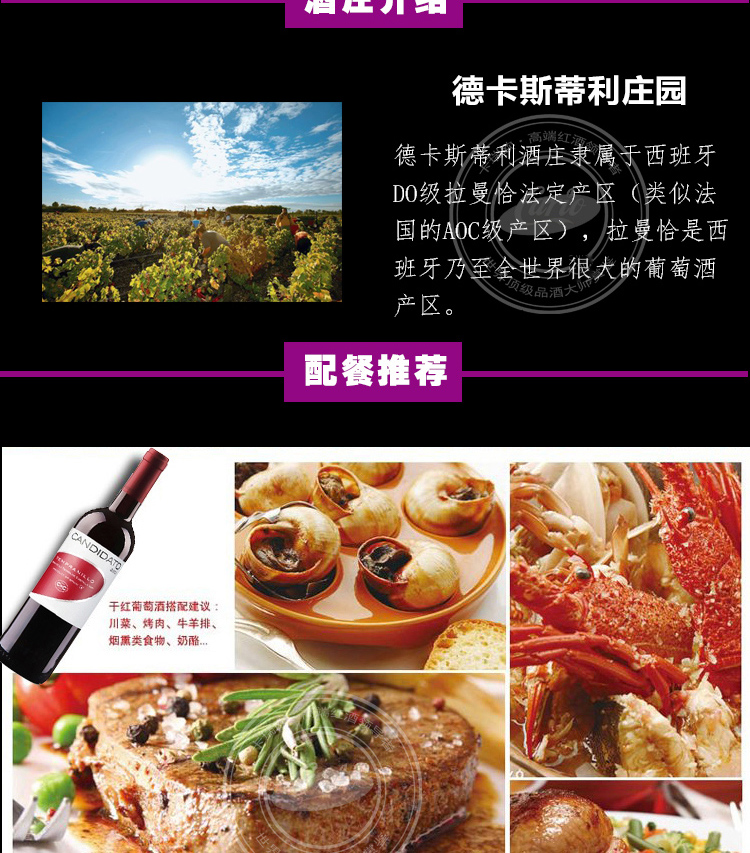 酒庄介绍
德卡斯蒂利庄园
德卡斯蒂利酒庄隶属于西班牙
DO级拉曼恰法定产区（类似法
国的AOC级产区），拉曼恰是西
班牙乃至全世界很大的葡萄酒
产区。
配餐推荐
CANDIDATO
TEMPRANILLO
干红葡萄酒搭配建议：
川菜、烤肉、牛羊排、
烟熏类食物、奶酪...